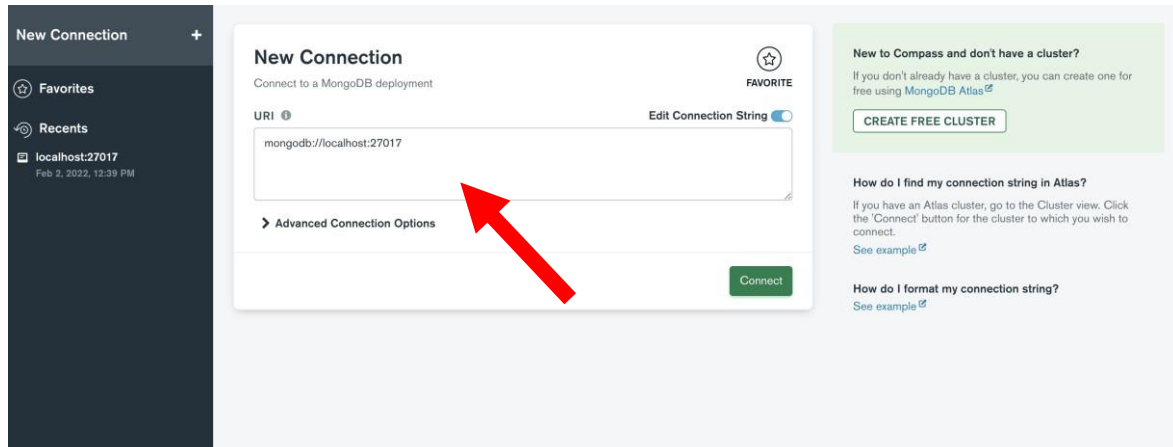 New Connection +
Favorites
Recents
localhost:27017
Feb 2, 2022, 12:39 PM
New Connection
Connect to a MongoDB deployment
FAVORITE
URI
Edit Connection String
mongodb://localhost:27017
Advanced Connection Options
Connect
New to Compass and don't have a cluster?
If you don't already have a cluster, you can create one for
free using MongoDB Atlas
CREATE FREE CLUSTER
How do I find my connection string in Atlas?
If you have an Atlas cluster, go to the Cluster view. Click
the 'Connect' button for the cluster to which you wish to
connect.
See example
How do I format my connection string?
See example